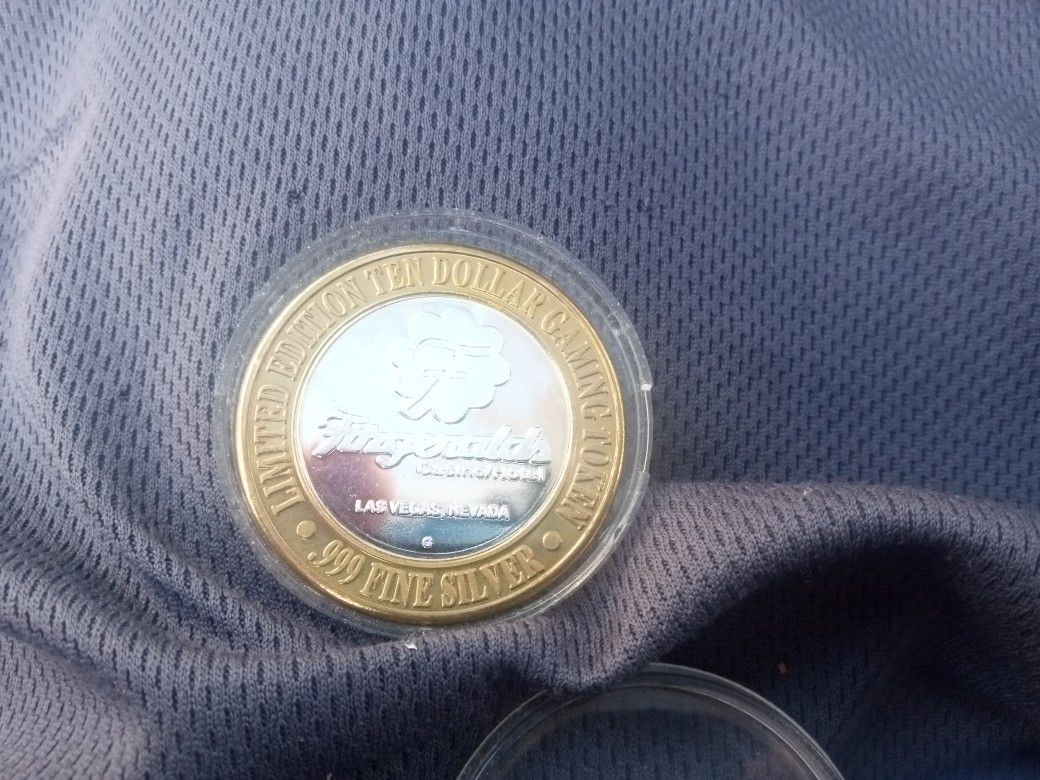 LIMITED EDITION TEN DOLLAR GAMING TOKEN
F
Fitzgeralds
Casino/Hotel
LAS VEGAS, NEVADA
G
.999 FINE SILVER